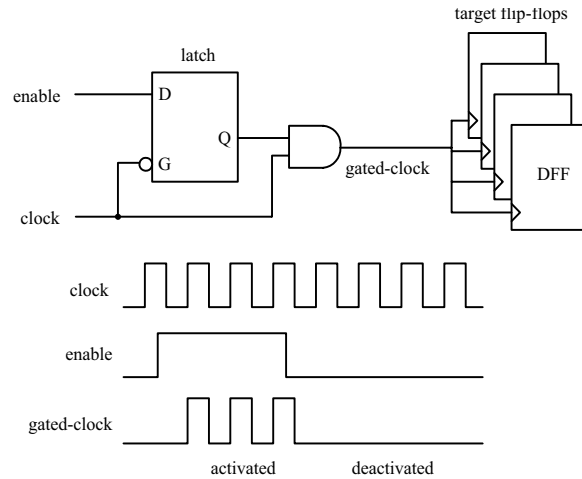 target flip-flops
latch
enable
D
Q
G
gated-clock
DFF
clock
clock
enable
gated-clock
activated
deactivated